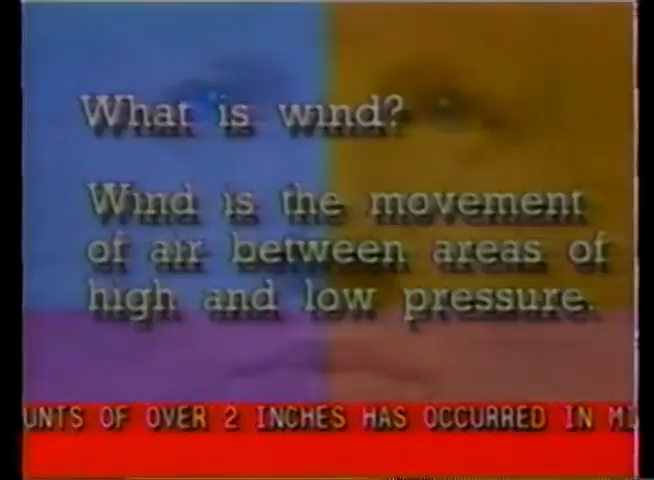 What is wind?
Wind is the movement
of air between areas of
high and low pressure.
UNTS OF OVER 2 INCHES HAS OCCURRED IN MI